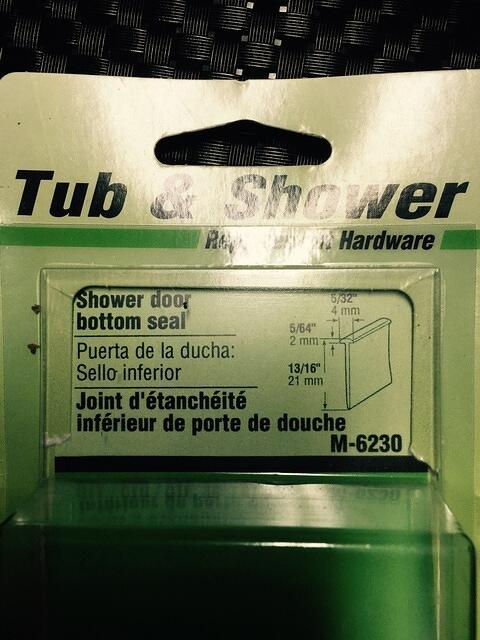 Tub & Shower
Replacement Hardware
Shower door
bottom seal
Puerta de la ducha:
Sello inferior
Joint d'étanchéité
inférieur de porte de douche
M-6230
5/32"
4 mm
5/64"
2 mm
13/16"
21 mm